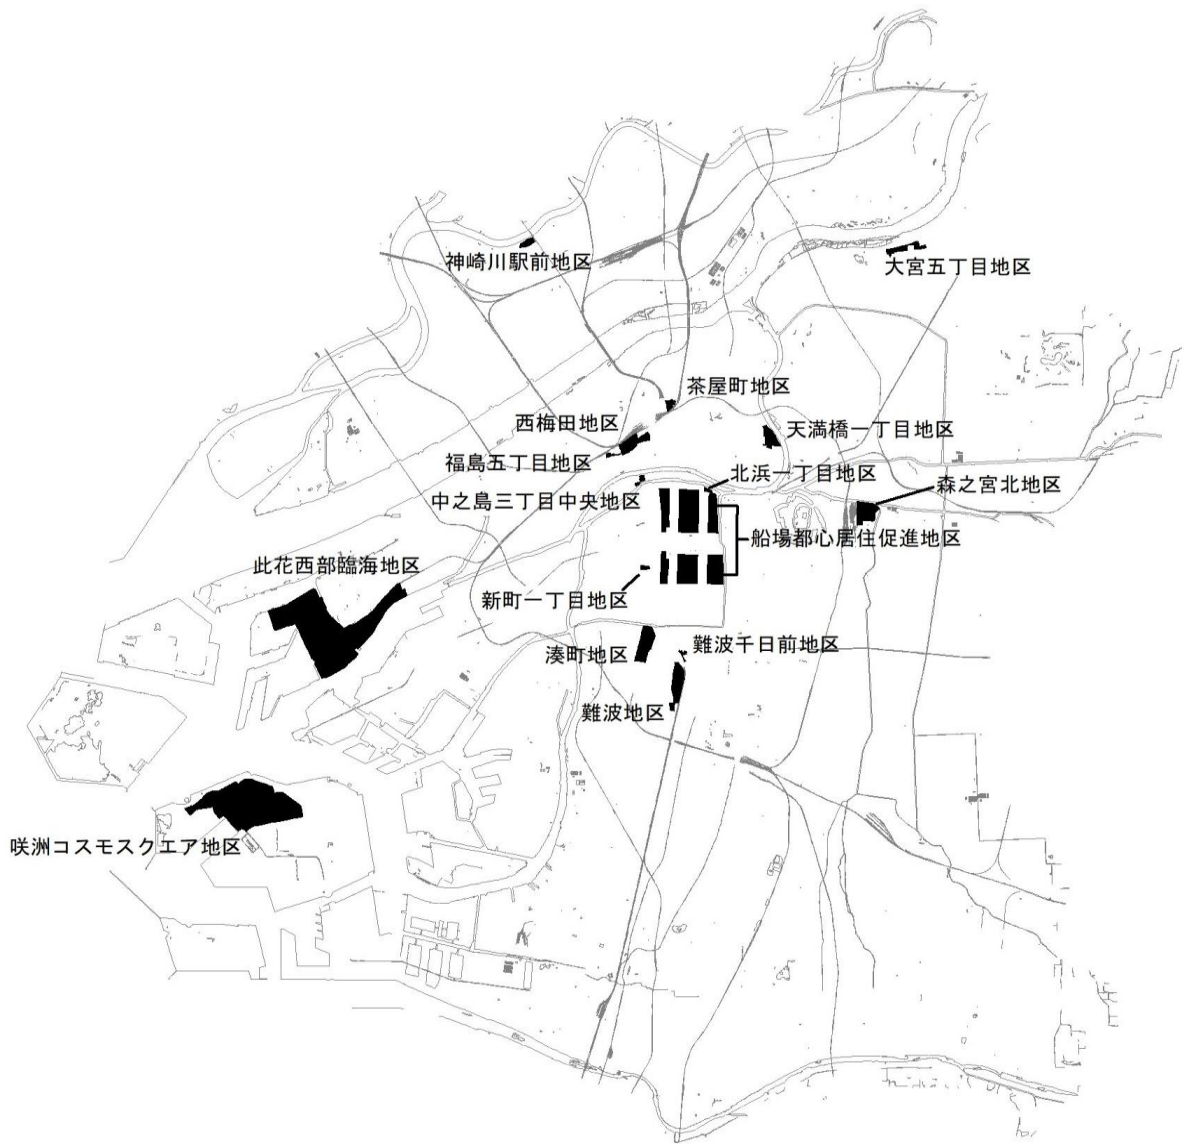 神崎川駅前地区
大宮五丁目地区
茶屋町地区
西梅田地区
天満橋一丁目地区
福島五丁目地区
北浜一丁目地区
中之島三丁目中央地区
森之宮北地区
船場都心居住促進地区
此花西部臨海地区
新町一丁目地区
湊町地区
難波千日前地区
難波地区
咲洲コスモスクエア地区